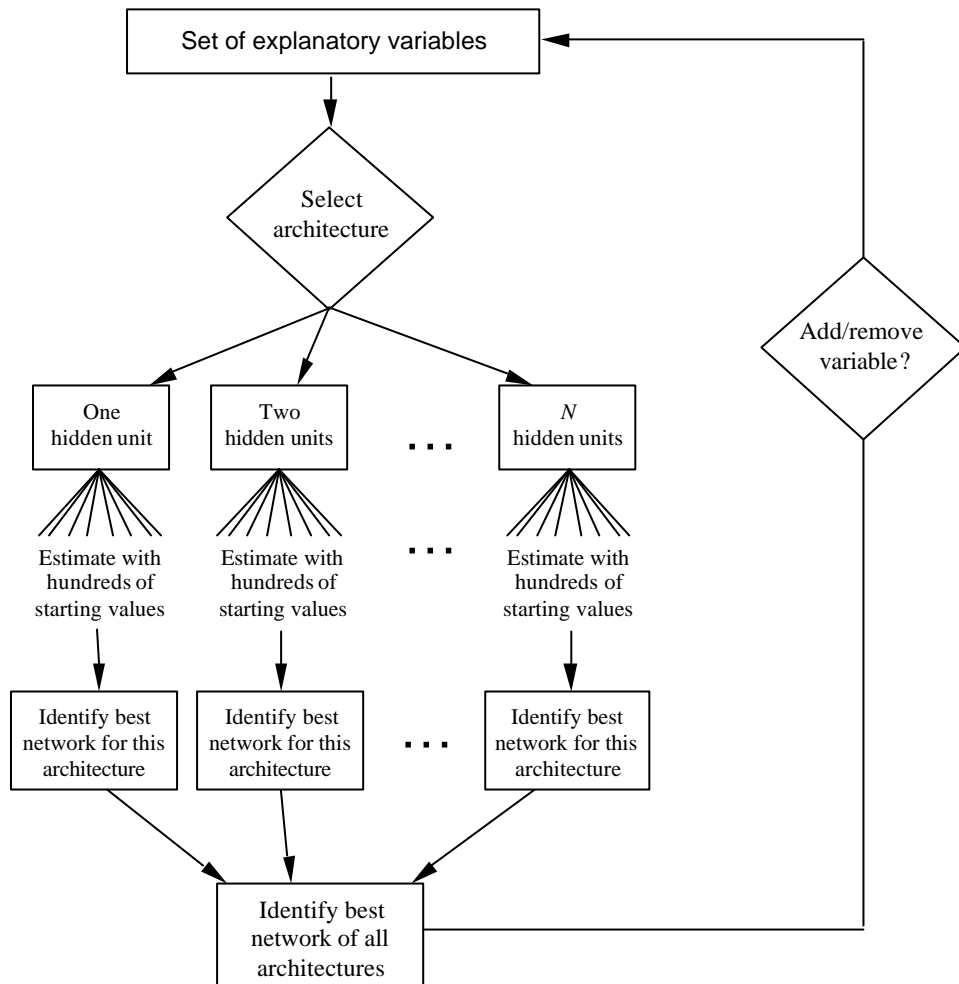 Set of explanatory variables
Select
architecture
Add/remove
variable?
One
hidden unit
Two
hidden units
...
N
hidden units
Estimate with
hundreds of
starting values
Estimate with
hundreds of
starting values
...
Estimate with
hundreds of
starting values
Identify best
network for this
architecture
Identify best
network for this
architecture
...
Identify best
network for this
architecture
Identify best
network of all
architectures